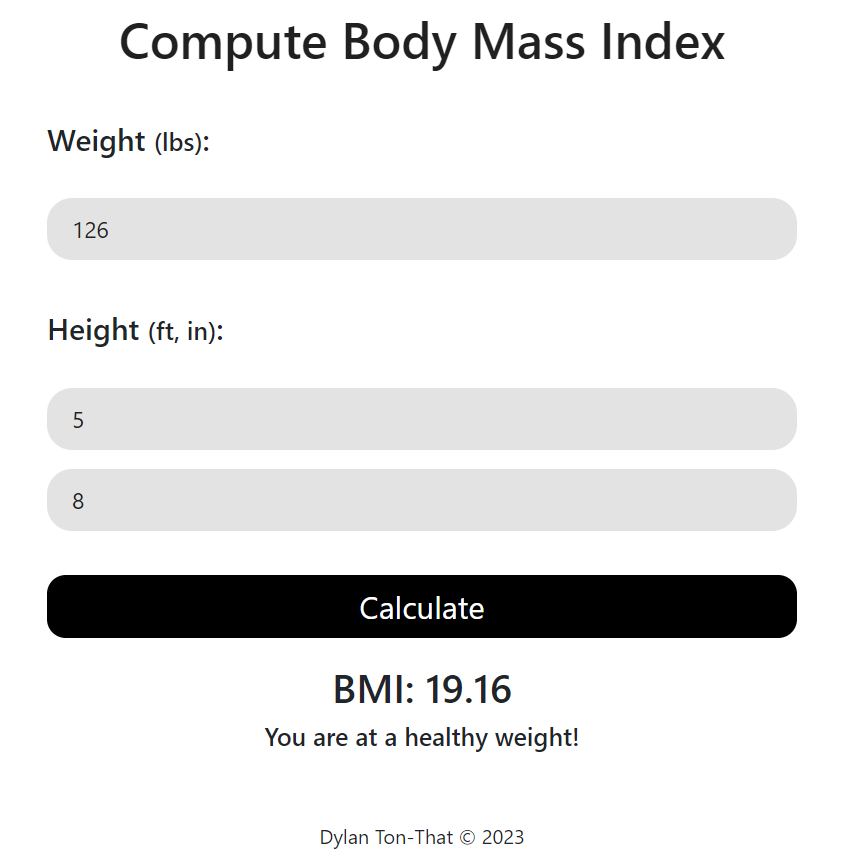 Compute Body Mass Index
Weight (lbs):
126
Height (ft, in):
5
8
Calculate
BMI: 19.16
You are at a healthy weight!
Dylan Ton-That © 2023